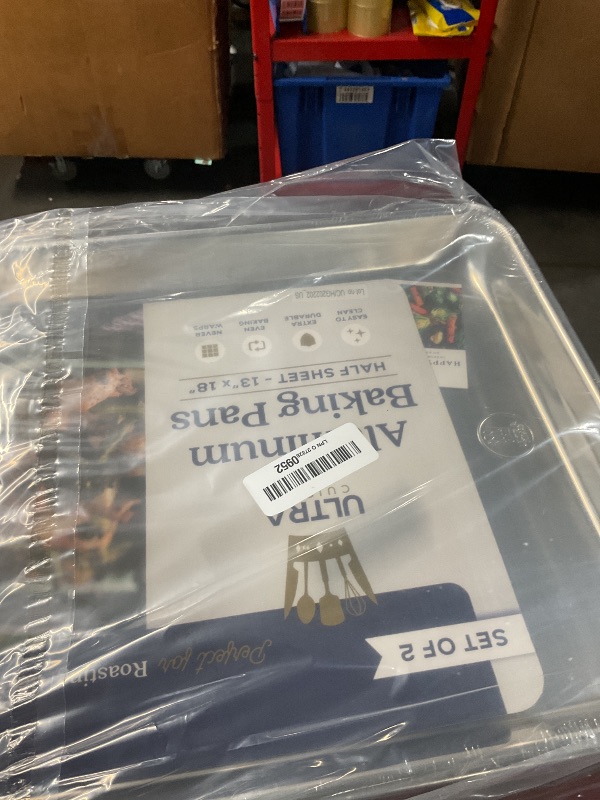 SET OF 2
Perfect for
Roastin
ULTRA
LPN
0952
Aluminum
Baking Pans
HALF SHEET - 13" x 18"
NEVER
WARPS
EVEN
BAKING
EXTRA
DURABLE
EASY TO
CLEAN
HAPP